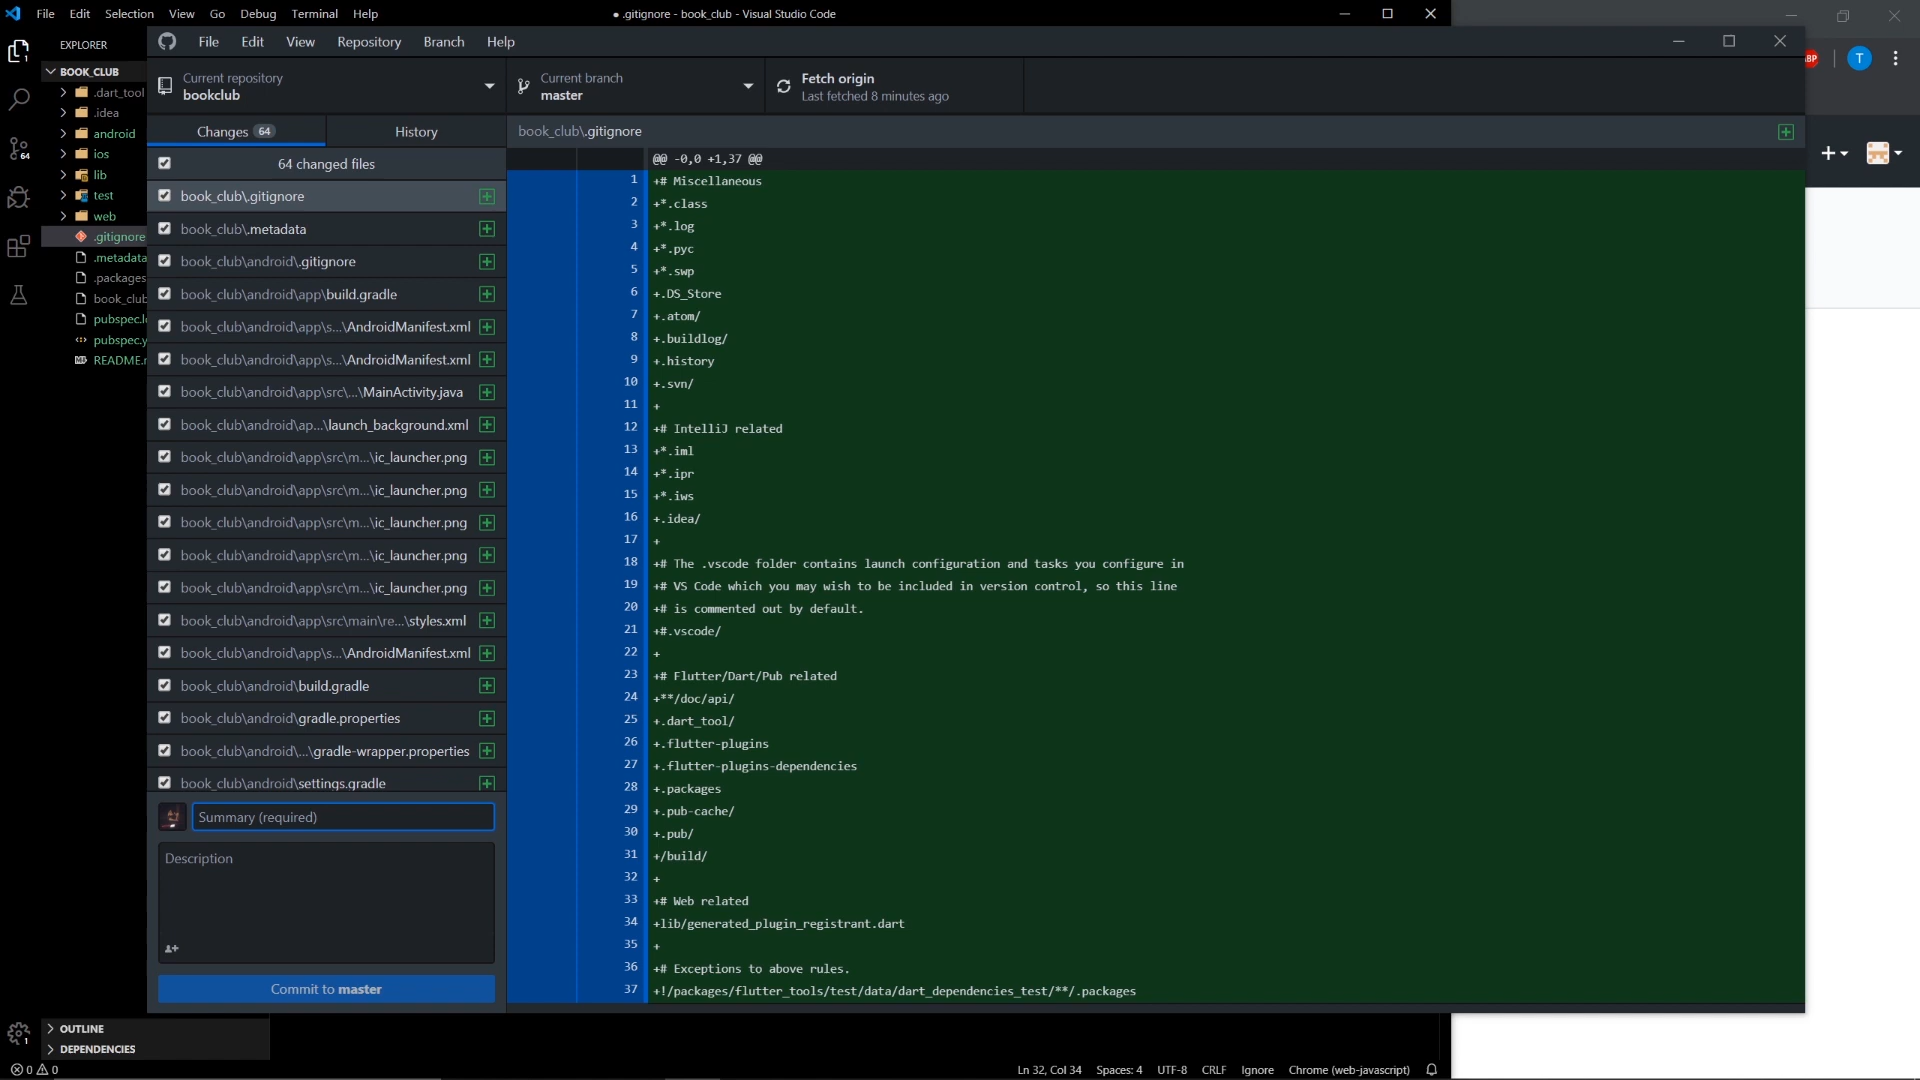 File Edit Selection View Go Debug Terminal Help
● .gitignore - book_club - Visual Studio Code
EXPLORER
BOOK_CLUB
.dart_tool
.idea
android
ios
lib
test
web
.gitignore
.metadata
.packages
book_club
pubspec.l
pubspec.y
README.r
OUTLINE
DEPENDENCIES
1
64
1
File Edit View Repository Branch Help
Current repository
bookclub
Current branch
master
Fetch origin
Last fetched 8 minutes ago
Changes 64
History
64 changed files
book_club\.gitignore
book_club\.metadata
book_club\android\.gitignore
book_club\android\app\build.gradle
book_club\android\app\s...\AndroidManifest.xml
book_club\android\app\s...\AndroidManifest.xml
book_club\android\app\src\...\MainActivity.java
book_club\android\ap...\launch_background.xml
book_club\android\app\src\m...\ic_launcher.png
book_club\android\app\src\m...\ic_launcher.png
book_club\android\app\src\m...\ic_launcher.png
book_club\android\app\src\m...\ic_launcher.png
book_club\android\app\src\m...\ic_launcher.png
book_club\android\app\src\main\re...\styles.xml
book_club\android\app\s...\AndroidManifest.xml
book_club\android\build.gradle
book_club\android\gradle.properties
book_club\android\...\gradle-wrapper.properties
book_club\android\settings.gradle
Summary (required)
Description
Commit to master
book_club\.gitignore
@@ -0,0 +1,37 @@
1 +# Miscellaneous
2 +*.class
3 +*.log
4 +*.pyc
5 +*.swp
6 +.DS_Store
7 +.atom/
8 +.buildlog/
9 +.history
10 +.svn/
11 +
12 +# IntelliJ related
13 +*.iml
14 +*.ipr
15 +*.iws
16 +.idea/
17 +
18 +# The .vscode folder contains launch configuration and tasks you configure in
19 +# VS Code which you may wish to be included in version control, so this line
20 +# is commented out by default.
21 +#.vscode/
22 +
23 +# Flutter/Dart/Pub related
24 +**/doc/api/
25 +.dart_tool/
26 +.flutter-plugins
27 +.flutter-plugins-dependencies
28 +.packages
29 +.pub-cache/
30 +.pub/
31 +/build/
32 +
33 +# Web related
34 +lib/generated_plugin_registrant.dart
35 +
36 +# Exceptions to above rules.
37 +!/packages/flutter_tools/test/data/dart_dependencies_test/**/.packages
T
0 0
Ln 32, Col 34 Spaces: 4 UTF-8 CRLF Ignore Chrome (web-javascript)